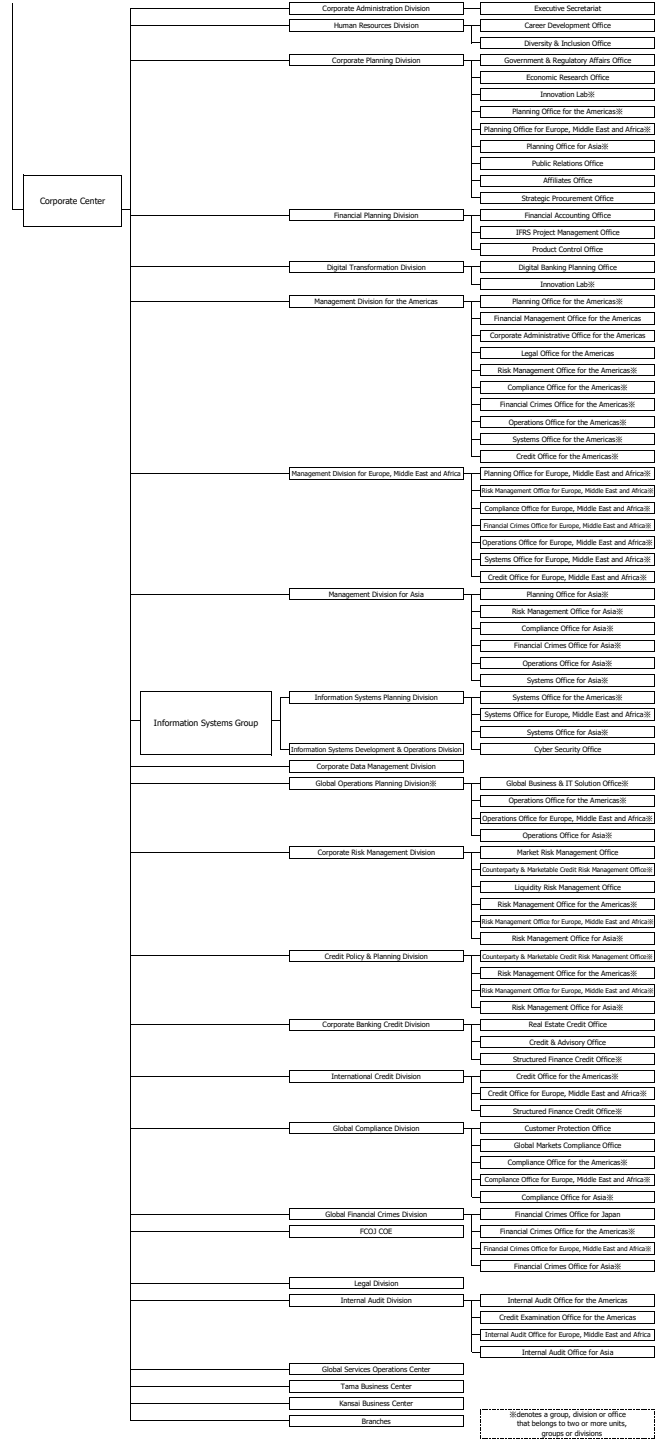 Corporate Administration Division
Executive Secretariat
Human Resources Division
Career Development Office
Diversity & Inclusion Office
Corporate Planning Division
Government & Regulatory Affairs Office
Economic Research Office
Innovation Lab※
Planning Office for the Americas※
Planning Office for Europe, Middle East and Africa※
Planning Office for Asia※
Public Relations Office
Affiliates Office
Strategic Procurement Office
Corporate Center
Financial Planning Division
Financial Accounting Office
IFRS Project Management Office
Product Control Office
Digital Transformation Division
Digital Banking Planning Office
Innovation Lab※
Management Division for the Americas
Planning Office for the Americas※
Financial Management Office for the Americas
Corporate Administrative Office for the Americas
Legal Office for the Americas
Risk Management Office for the Americas※
Compliance Office for the Americas※
Financial Crimes Office for the Americas※
Operations Office for the Americas※
Systems Office for the Americas※
Credit Office for the Americas※
Management Division for Europe, Middle East and Africa
Planning Office for Europe, Middle East and Africa※
Risk Management Office for Europe, Middle East and Africa※
Compliance Office for Europe, Middle East and Africa※
Financial Crimes Office for Europe, Middle East and Africa※
Operations Office for Europe, Middle East and Africa※
Systems Office for Europe, Middle East and Africa※
Credit Office for Europe, Middle East and Africa※
Management Division for Asia
Planning Office for Asia※
Risk Management Office for Asia※
Compliance Office for Asia※
Financial Crimes Office for Asia※
Operations Office for Asia※
Systems Office for Asia※
Information Systems Group
Information Systems Planning Division
Systems Office for the Americas※
Systems Office for Europe, Middle East and Africa※
Systems Office for Asia※
Information Systems Development & Operations Division
Cyber Security Office
Corporate Data Management Division
Global Operations Planning Division※
Global Business & IT Solution Office※
Operations Office for the Americas※
Operations Office for Europe, Middle East and Africa※
Operations Office for Asia※
Corporate Risk Management Division
Market Risk Management Office
Counterparty & Marketable Credit Risk Management Office※
Liquidity Risk Management Office
Risk Management Office for the Americas※
Risk Management Office for Europe, Middle East and Africa※
Risk Management Office for Asia※
Credit Policy & Planning Division
Counterparty & Marketable Credit Risk Management Office※
Risk Management Office for the Americas※
Risk Management Office for Europe, Middle East and Africa※
Risk Management Office for Asia※
Corporate Banking Credit Division
Real Estate Credit Office
Credit & Advisory Office
Structured Finance Credit Office※
International Credit Division
Credit Office for the Americas※
Credit Office for Europe, Middle East and Africa※
Structured Finance Credit Office※
Global Compliance Division
Customer Protection Office
Global Markets Compliance Office
Compliance Office for the Americas※
Compliance Office for Europe, Middle East and Africa※
Compliance Office for Asia※
Global Financial Crimes Division
Financial Crimes Office for Japan
FCOJ COE
Financial Crimes Office for the Americas※
Financial Crimes Office for Europe, Middle East and Africa※
Financial Crimes Office for Asia※
Legal Division
Internal Audit Division
Internal Audit Office for the Americas
Credit Examination Office for the Americas
Internal Audit Office for Europe, Middle East and Africa
Internal Audit Office for Asia
Global Services Operations Center
Tama Business Center
Kansai Business Center
Branches
※denotes a group, division or office
that belongs to two or more units,
groups or divisions